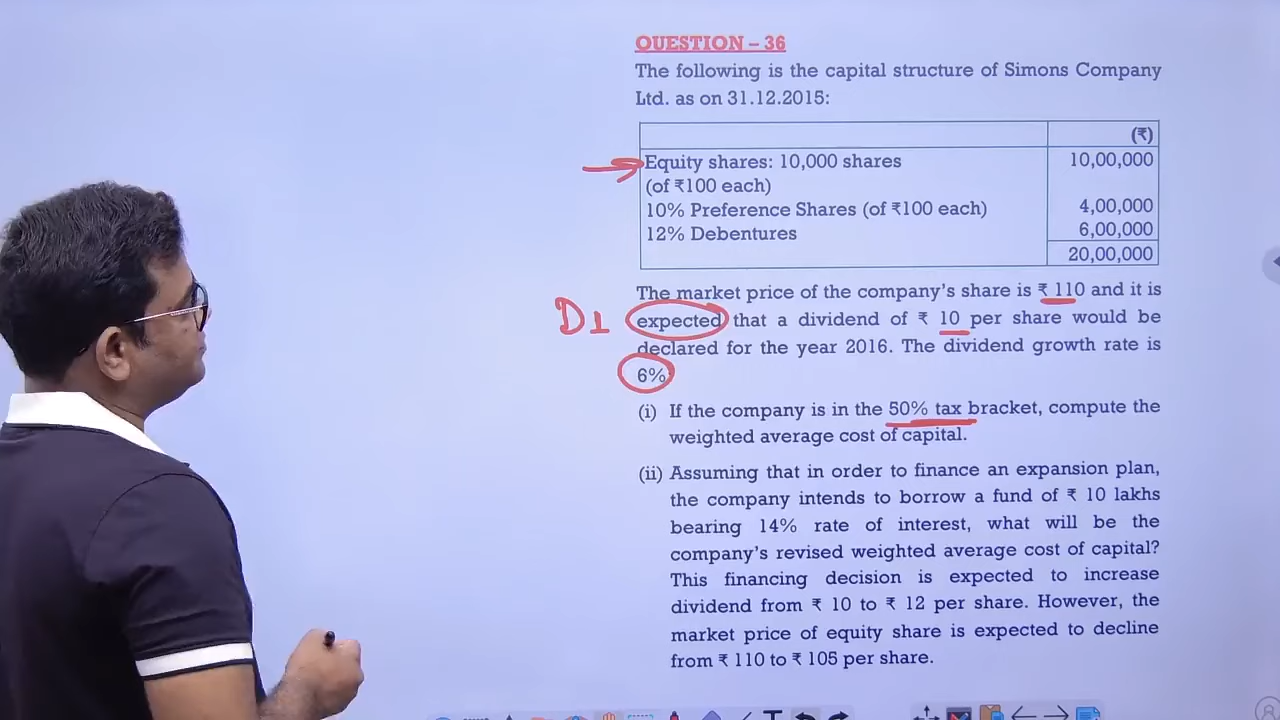 QUESTION – 36
The following is the capital structure of Simons Company
Ltd. as on 31.12.2015:
(₹)
Equity shares: 10,000 shares 10,00,000
(of ₹100 each)
10% Preference Shares (of ₹100 each) 4,00,000
12% Debentures 6,00,000
20,00,000
The market price of the company's share is ₹ 110 and it is
D1 expected that a dividend of ₹ 10 per share would be
declared for the year 2016. The dividend growth rate is
6%
(i) If the company is in the 50% tax bracket, compute the
weighted average cost of capital.
(ii) Assuming that in order to finance an expansion plan,
the company intends to borrow a fund of ₹ 10 lakhs
bearing 14% rate of interest, what will be the
company's revised weighted average cost of capital?
This financing decision is expected to increase
dividend from ₹ 10 to ₹ 12 per share. However, the
market price of equity share is expected to decline
from ₹ 110 to ₹ 105 per share.